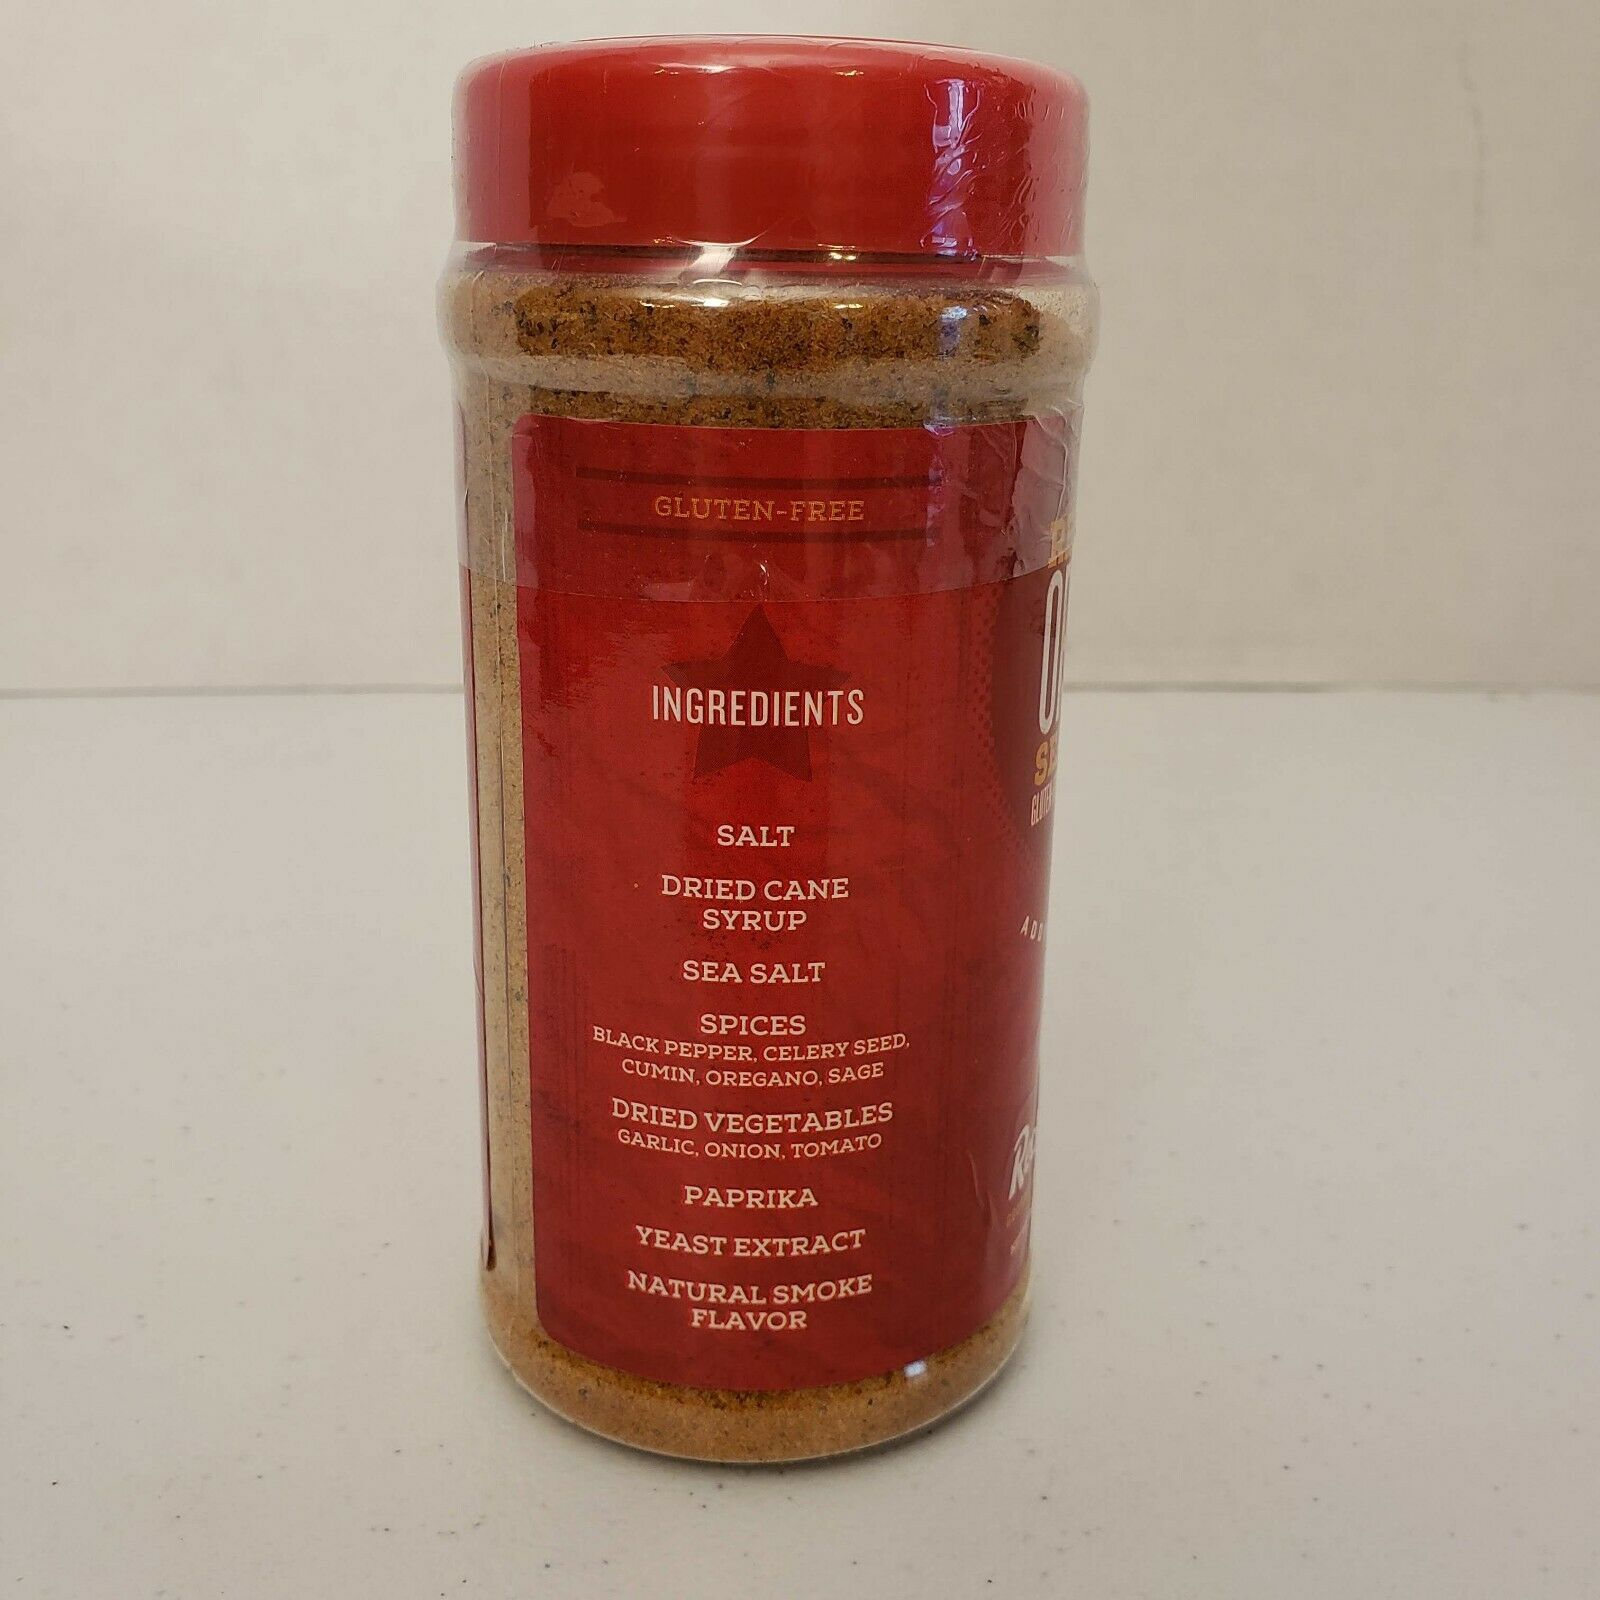 GLUTEN-FREE
INGREDIENTS
SALT
DRIED CANE
SYRUP
SEA SALT
SPICES
BLACK PEPPER, CELERY SEED,
CUMIN, OREGANO, SAGE
DRIED VEGETABLES
GARLIC, ONION, TOMATO
PAPRIKA
YEAST EXTRACT
NATURAL SMOKE
FLAVOR